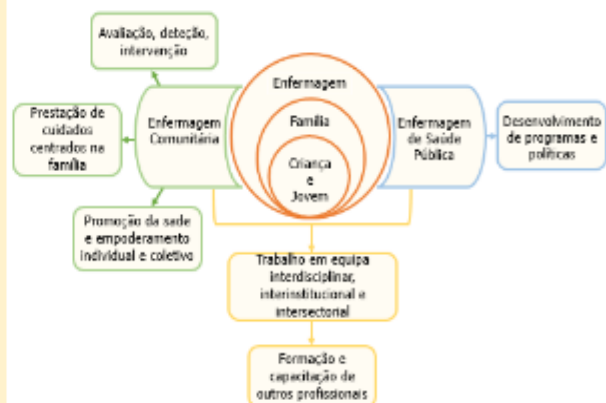 Avaliação, deteção,
intervenção
Prestação de
cuidados
centrados na
família
Enfermagem
Comunitária
Promoção da sade
e empoderamento
individual e coletivo
Enfermagem
Família
Criança
e
Jovem
Enfermagem
de Saúde
Pública
Desenvolvimento
de programas e
políticas
Trabalho em equipa
interdisciplinar,
interinstitucional e
intersectorial
Formação e
capacitação de
outros profissionais